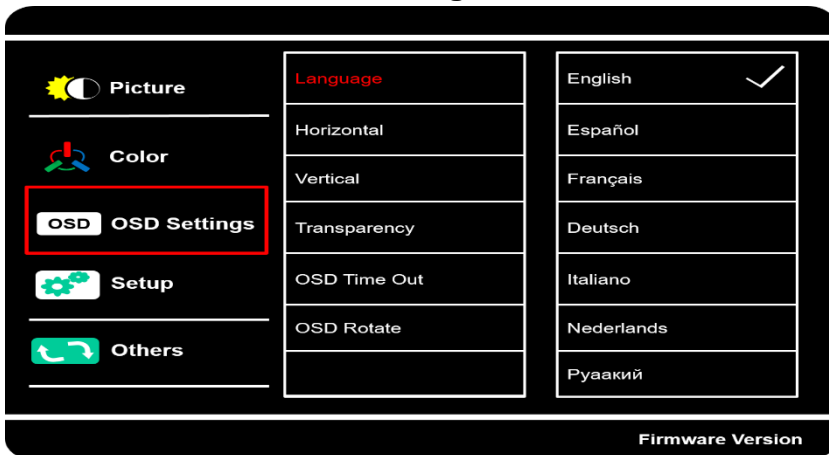 Picture
Color
OSD OSD Settings
Setup
Others
Language
Horizontal
Vertical
Transparency
OSD Time Out
OSD Rotate
English
Español
Français
Deutsch
Italiano
Nederlands
Руаакий
Firmware Version